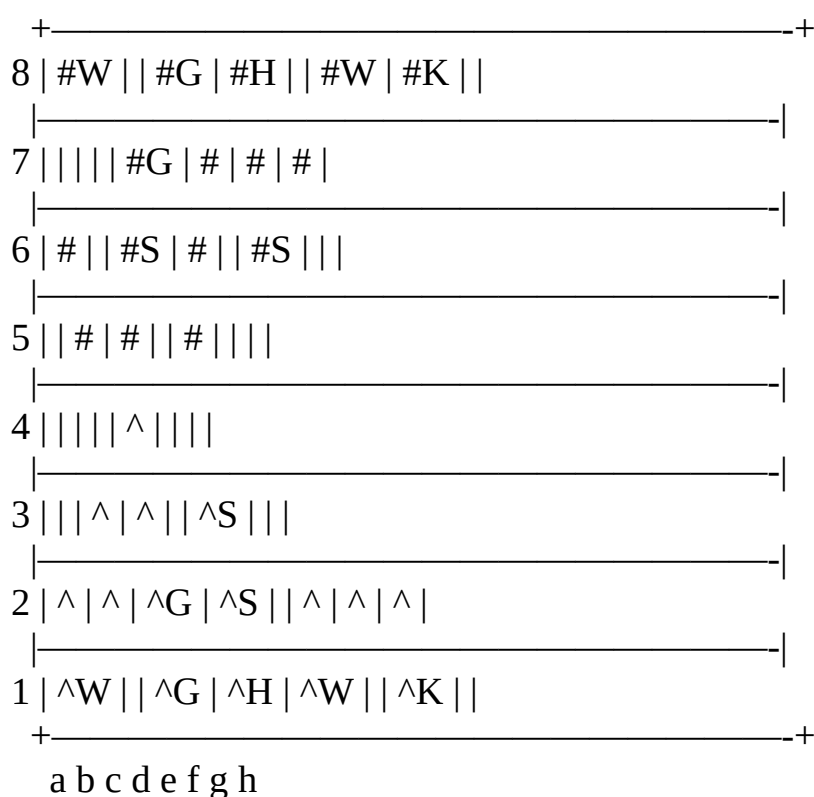 +———————————————————-+
8 | #W | | #G | #H | | #W | #K | |
|———————————————————-|
7 | | | | | #G | # | # | # |
|———————————————————-|
6 | # | | #S | # | | #S | | |
|———————————————————-|
5 | | # | # | | # | | | |
|———————————————————-|
4 | | | | | ^ | | | |
|———————————————————-|
3 | | | ^ | ^ | | ^S | | |
|———————————————————-|
2 | ^ | ^ | ^G | ^S | | ^ | ^ | ^ |
|———————————————————-|
1 | ^W | | ^G | ^H | ^W | | ^K | |
+———————————————————-+
a b c d e f g h